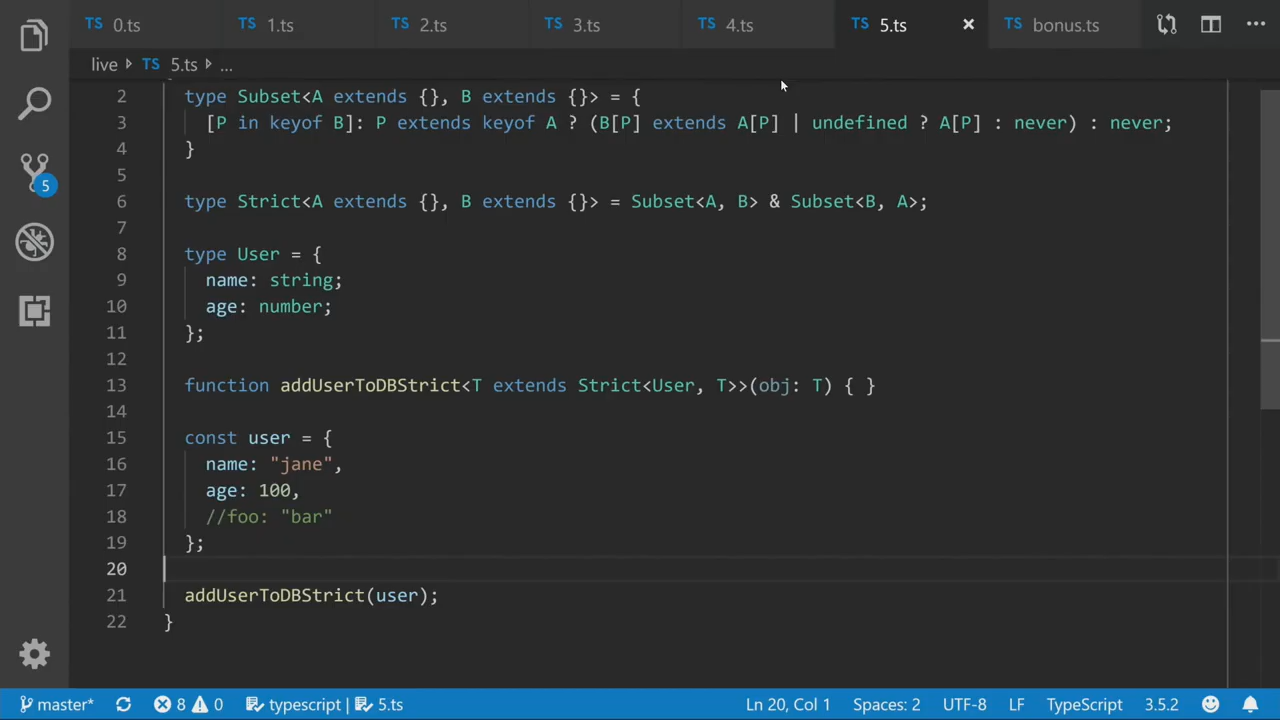 TS 0.ts TS 1.ts TS 2.ts TS 3.ts TS 4.ts TS 5.ts × TS bonus.ts ...
live TS 5.ts ...
2 type Subset<A extends {}, B extends {}> = {
3 [P in keyof B]: P extends keyof A ? (B[P] extends A[P] | undefined ? A[P] : never) : never;
4 }
5
6 type Strict<A extends {}, B extends {}> = Subset<A, B> & Subset<B, A>;
7
8 type User = {
9 name: string;
10 age: number;
11 };
12
13 function addUserToDBStrict<T extends Strict<User, T>>(obj: T) { }
14
15 const user = {
16 name: "jane",
17 age: 100,
18 //foo: "bar"
19 };
20
21 addUserToDBStrict(user);
22 }
5
master* 8 0 typescript | 5.ts Ln 20, Col 1 Spaces: 2 UTF-8 LF TypeScript 3.5.2